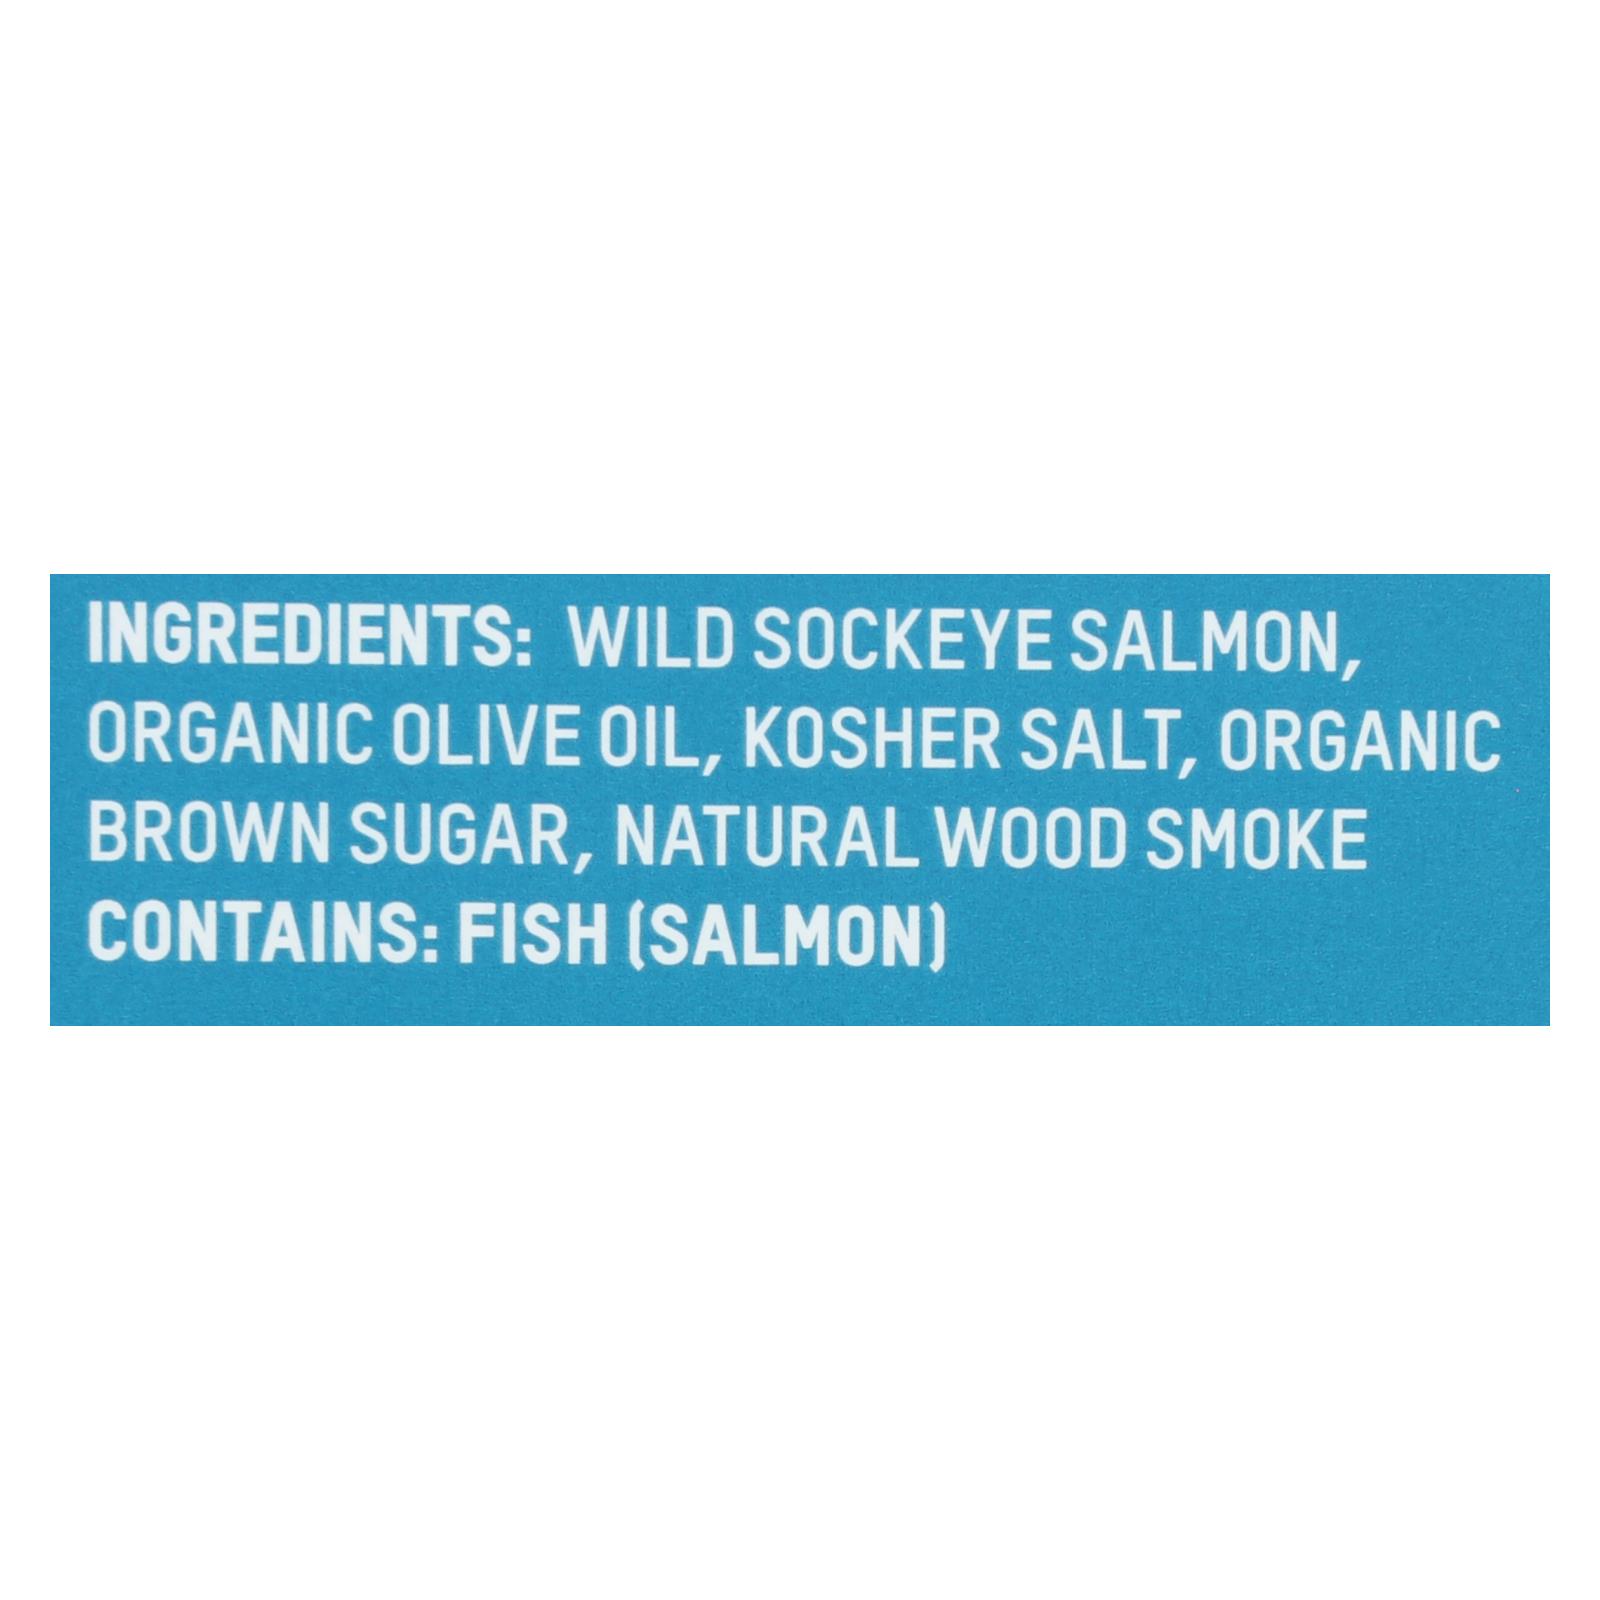 INGREDIENTS: WILD SOCKEYE SALMON,
ORGANIC OLIVE OIL, KOSHER SALT, ORGANIC
BROWN SUGAR, NATURAL WOOD SMOKE
CONTAINS: FISH (SALMON)